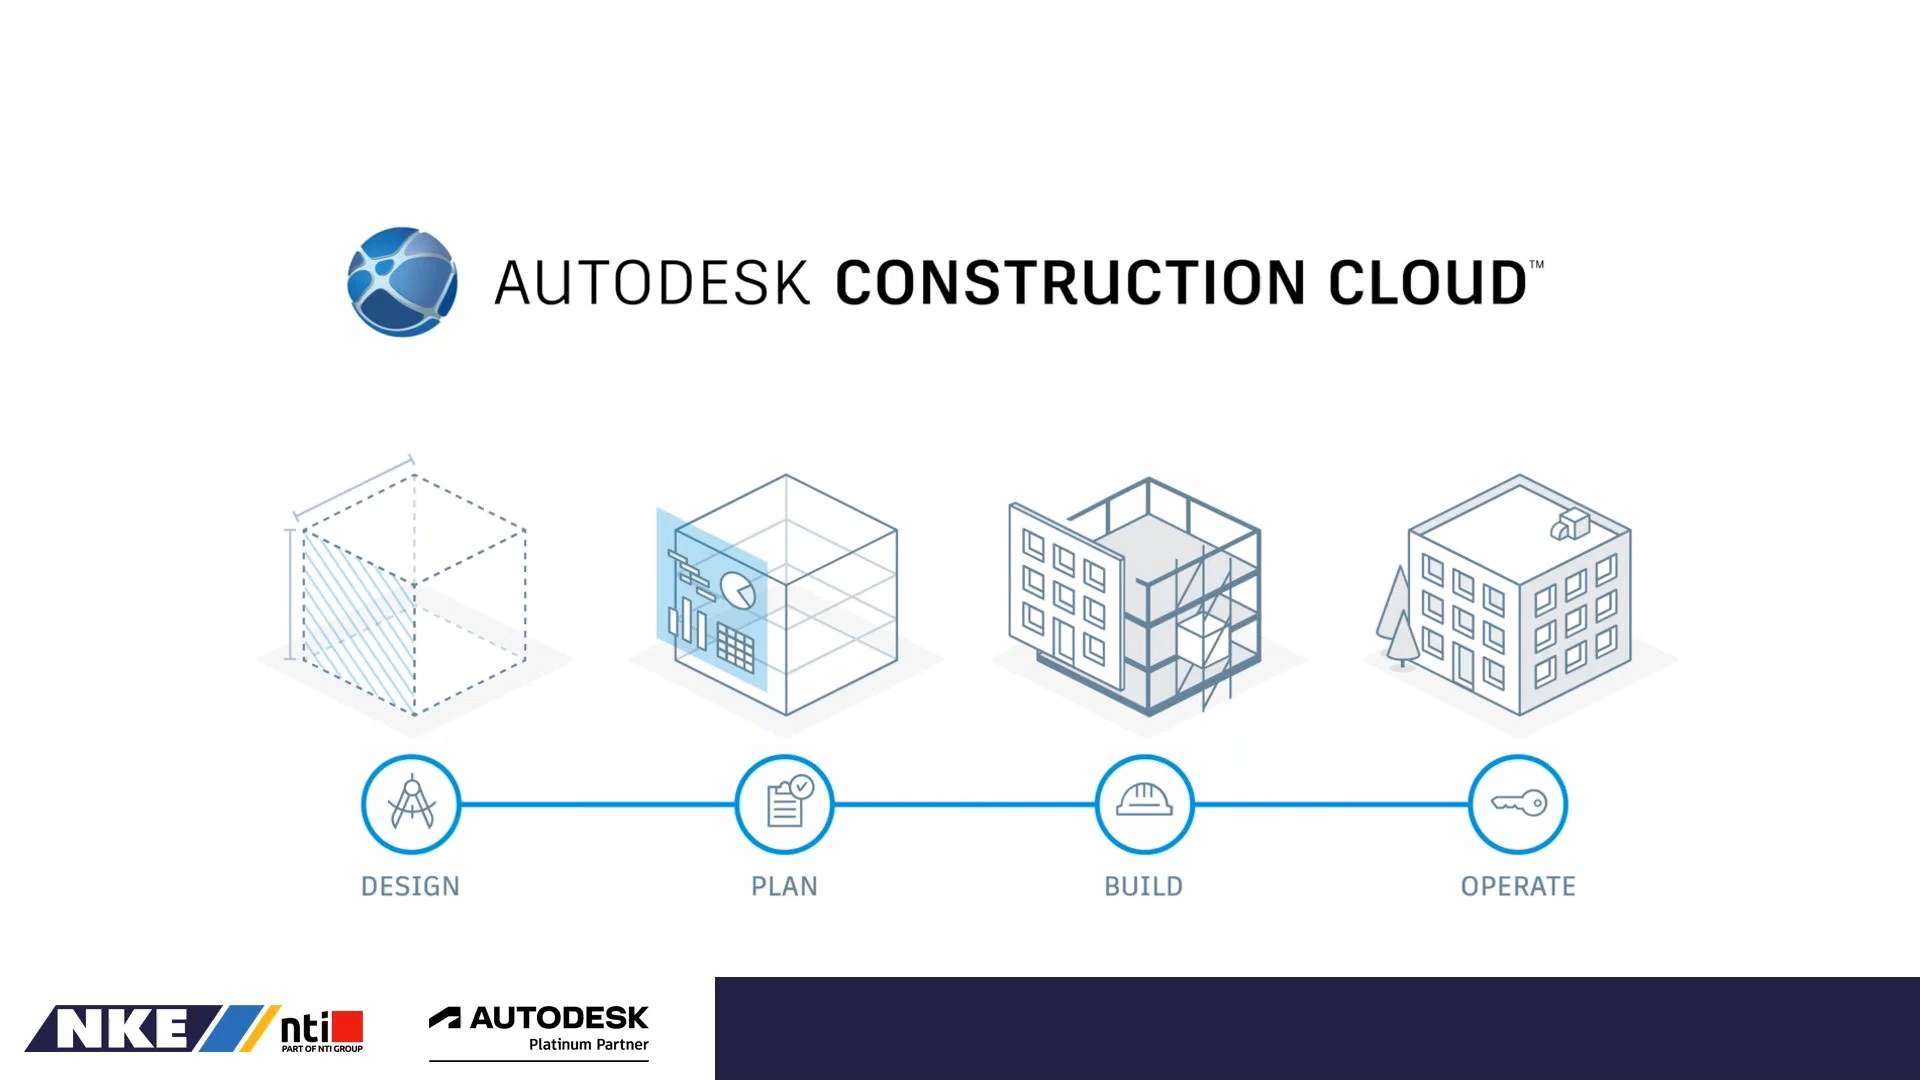 AUTODESK CONSTRUCTION CLOUD™
DESIGN
PLAN
BUILD
OPERATE
NKE
nti
PART OF NTI GROUP
AUTODESK
Platinum Partner